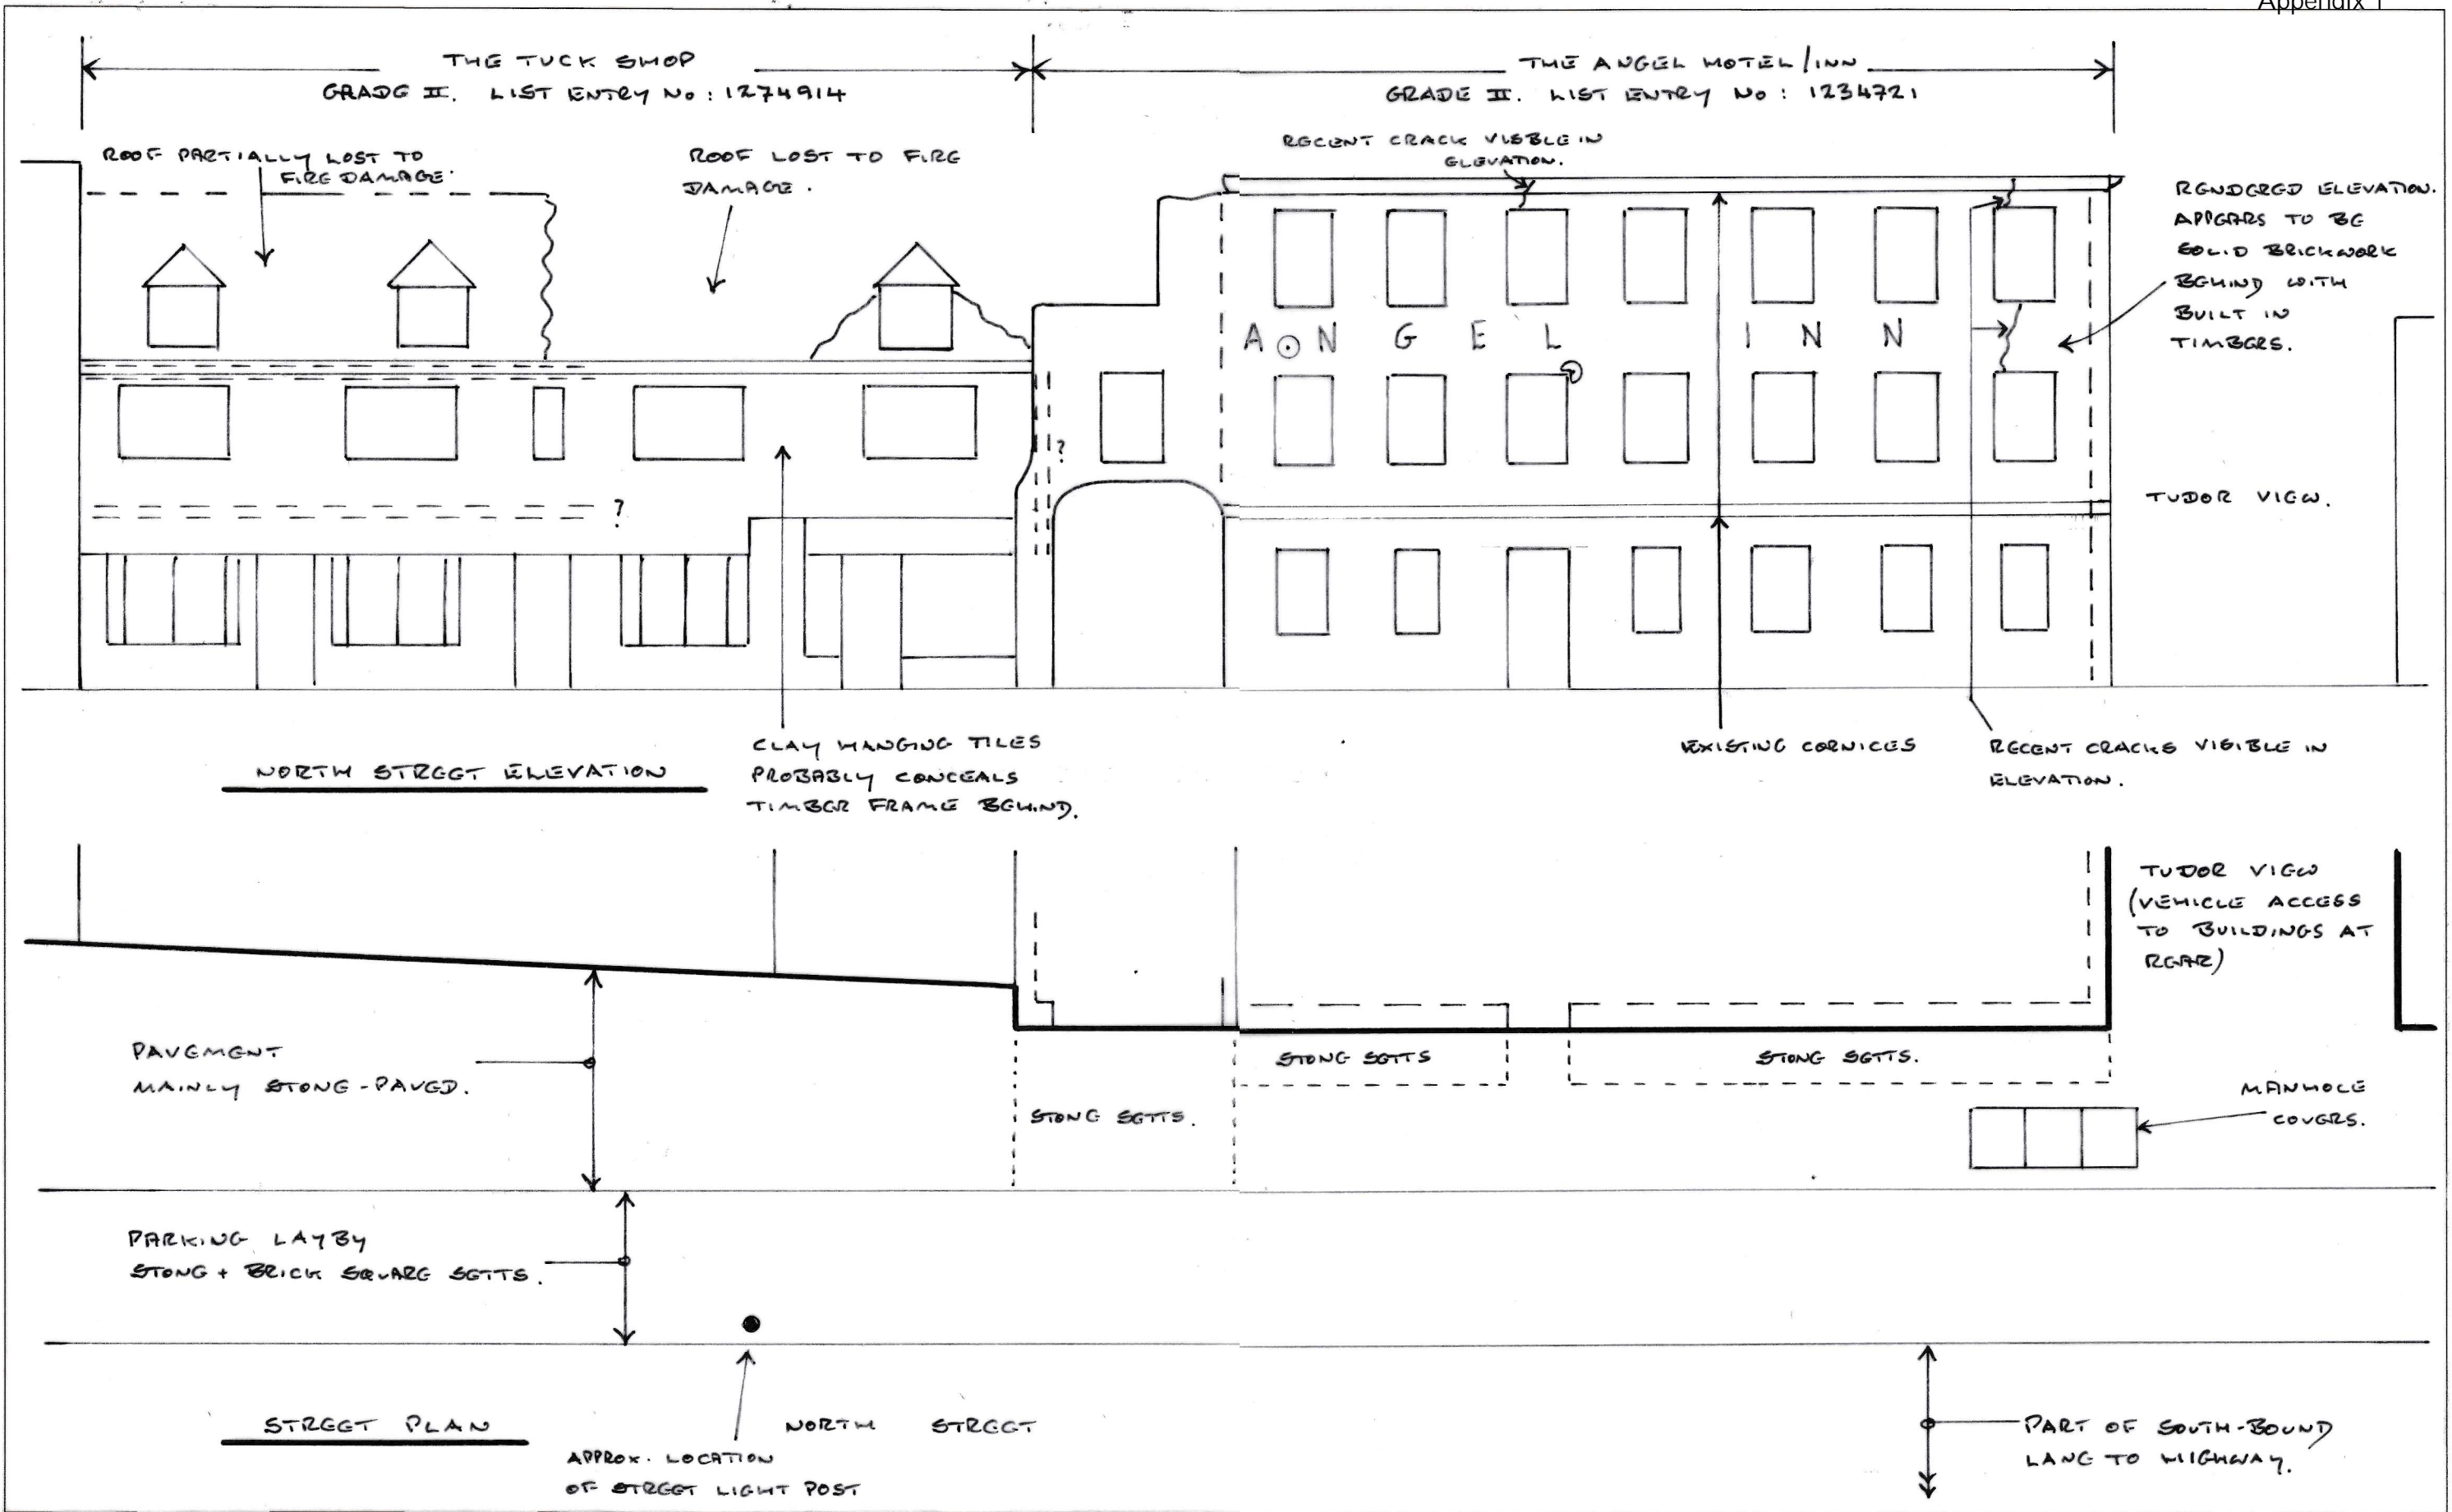 Appendix 1
THE TUCK SHOP
GRADE II. LIST ENTRY No: 1274914
THE ANGEL HOTEL/INN
GRADE II. LIST ENTRY No: 1234721
ROOF PARTIALLY LOST TO
FIRE DAMAGE.
ROOF LOST TO FIRE
DAMAGE.
RECENT CRACK VISIBLE IN
ELEVATION.
RENDERED ELEVATION.
APPEARS TO BE
SOLID BRICKWORK
BEHIND WITH
BUILT IN
TIMBERS.
A N G E L I N N
?
?
TUDOR VIEW.
NORTH STREET ELEVATION
CLAY HANGING TILES
PROBABLY CONCEALS
TIMBER FRAME BEHIND.
EXISTING CORNICES
RECENT CRACKS VISIBLE IN
ELEVATION.
TUDOR VIEW
(VEHICLE ACCESS
TO BUILDINGS AT
REAR)
PAVEMENT
MAINLY STONE-PAVED.
STONE SETTS
STONE SETTS.
STONE SETTS.
MANHOLE
COVERS.
PARKING LAYBY
STONE + BRICK SQUARE SETTS.
STREET PLAN
NORTH STREET
APPROX. LOCATION
OF STREET LIGHT POST
PART OF SOUTH-BOUND
LANE TO HIGHWAY.